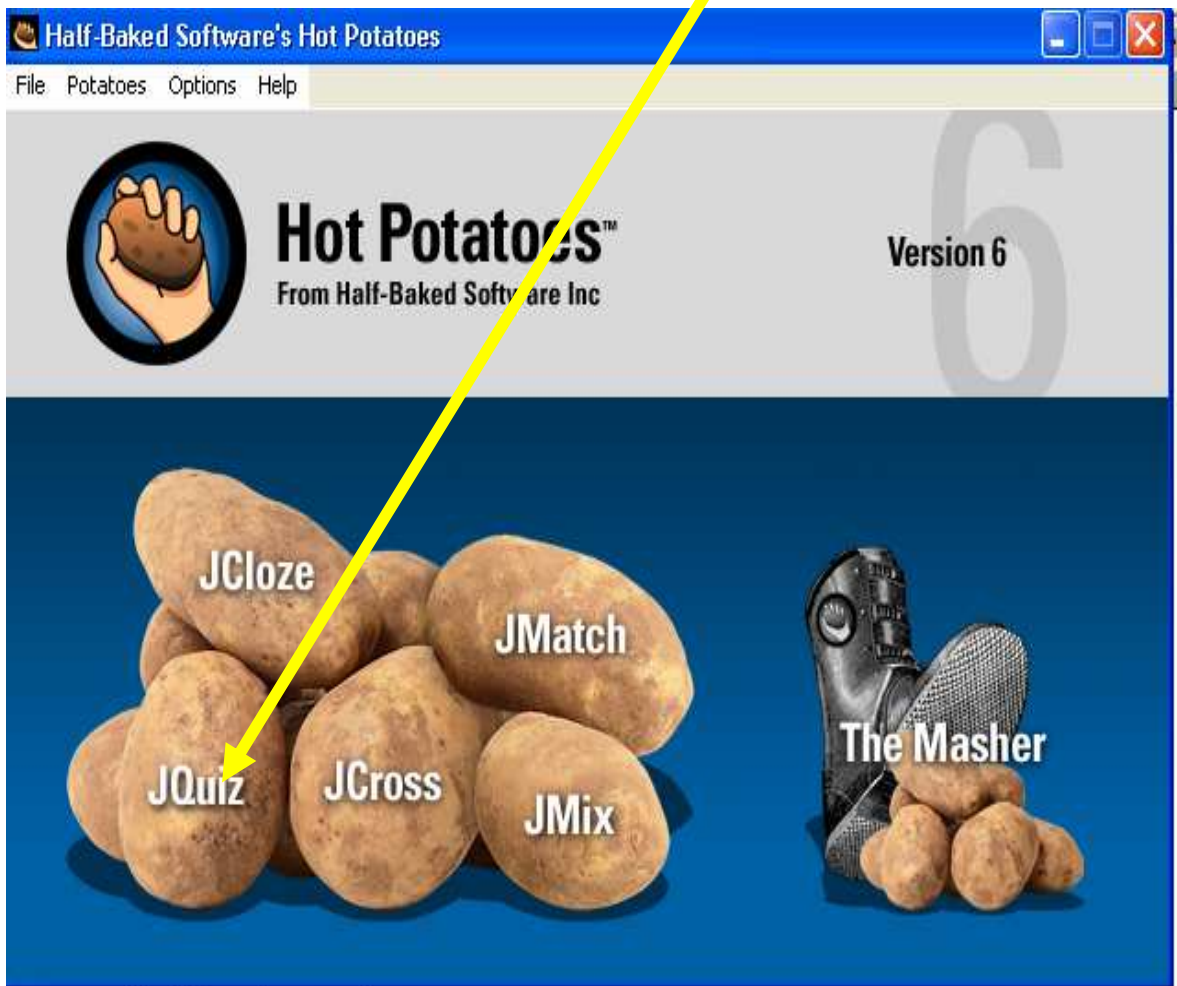 Half-Baked Software's Hot Potatoes
File Potatoes Options Help
6
Hot Potatoes™
From Half-Baked Software Inc
Version 6
JCloze
JMatch
JQuiz
JCross
JMix
The Masher